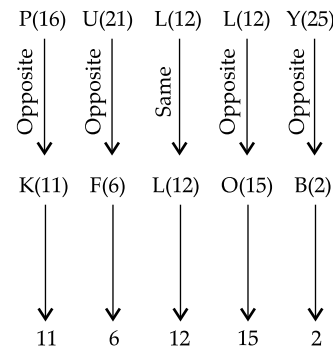 P(16) U(21) L(12) L(12) Y(25)
Opposite Opposite Same Opposite Opposite
K(11) F(6) L(12) O(15) B(2)
11 6 12 15 2